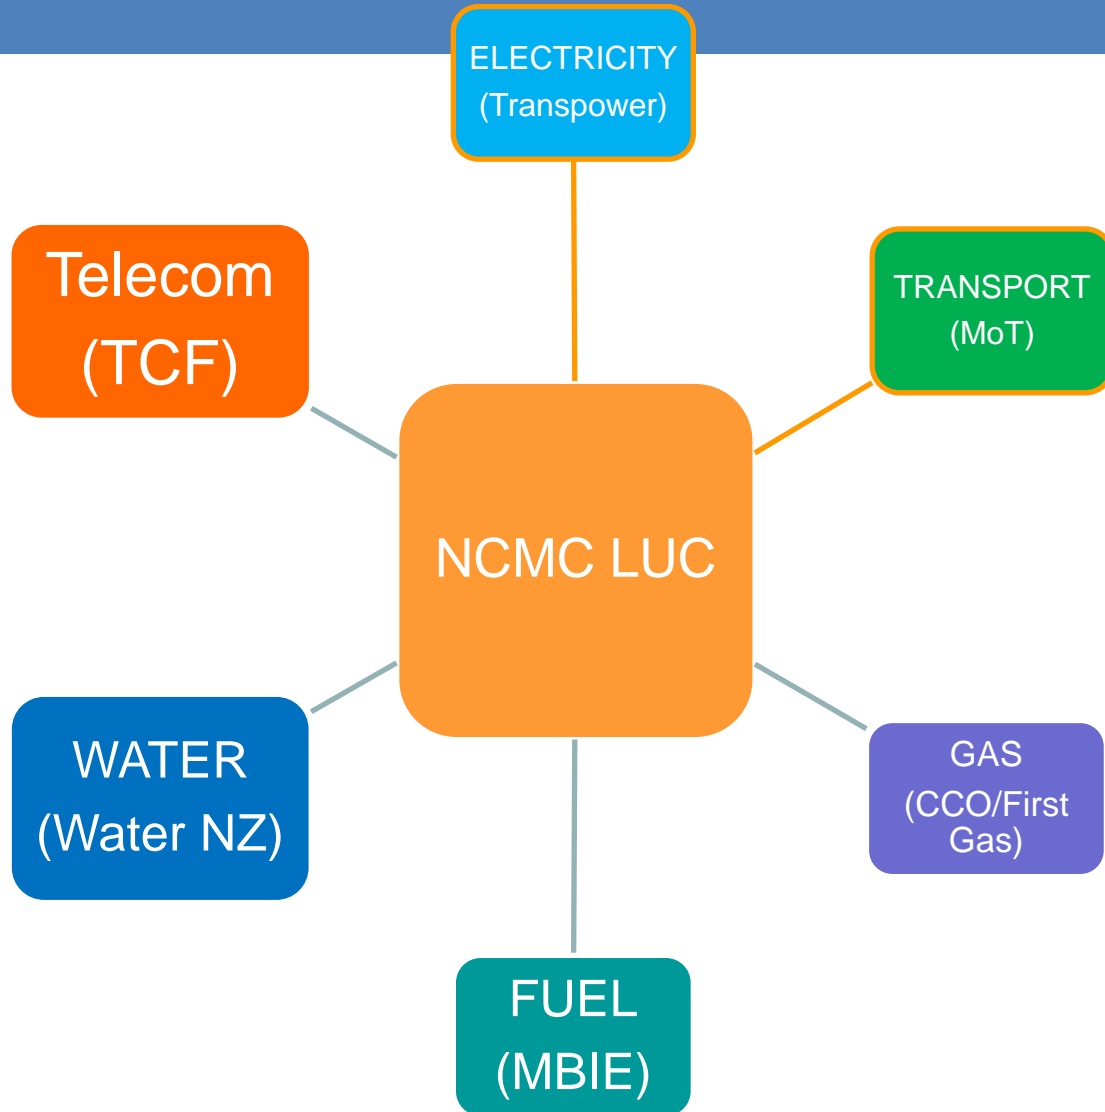 ELECTRICITY
(Transpower)
Telecom
(TCF)
TRANSPORT
(MoT)
NCMC LUC
WATER
(Water NZ)
GAS
(CCO/First
Gas)
FUEL
(MBIE)